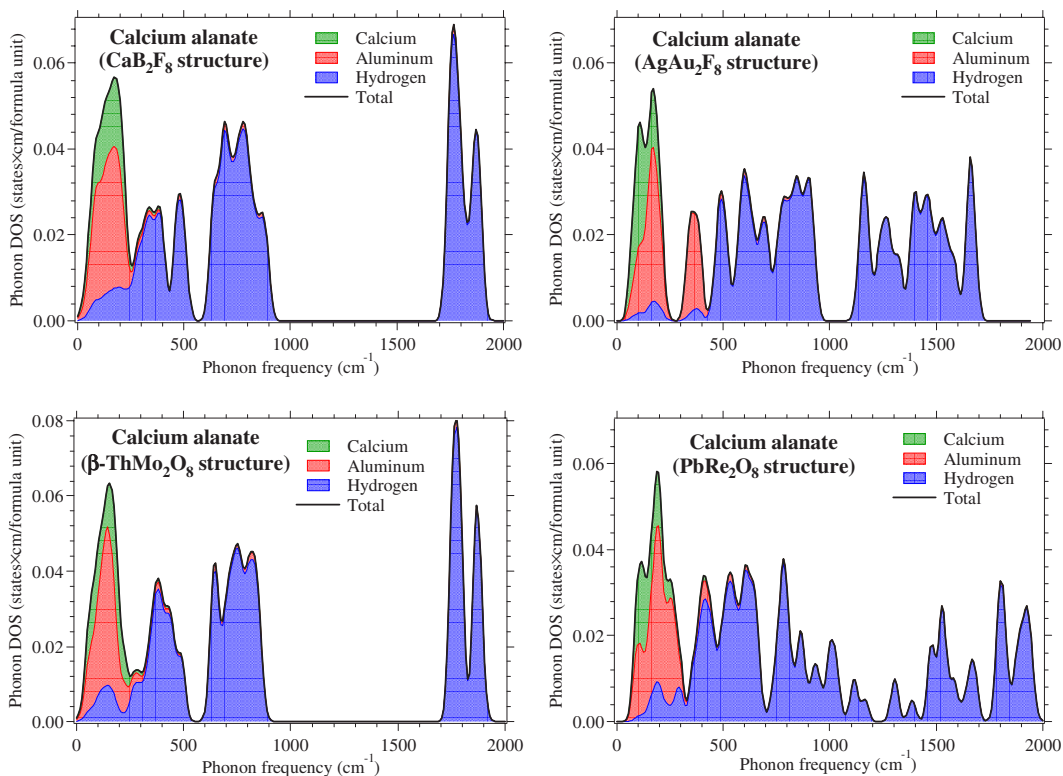 Calcium alanate
(CaB₂F₈ structure)
Calcium
Aluminum
Hydrogen
Total
Phonon DOS (states×cm/formula unit)
0.06
0.04
0.02
0.00
0
500
1000
1500
2000
Phonon frequency (cm⁻¹)
Calcium alanate
(AgAu₂F₈ structure)
Calcium
Aluminum
Hydrogen
Total
Phonon DOS (states×cm/formula unit)
0.06
0.04
0.02
0.00
0
500
1000
1500
2000
Phonon frequency (cm⁻¹)
Calcium alanate
(β-ThMo₂O₈ structure)
Calcium
Aluminum
Hydrogen
Total
Phonon DOS (states×cm/formula unit)
0.08
0.06
0.04
0.02
0.00
0
500
1000
1500
2000
Phonon frequency (cm⁻¹)
Calcium alanate
(PbRe₂O₈ structure)
Calcium
Aluminum
Hydrogen
Total
Phonon DOS (states×cm/formula unit)
0.06
0.04
0.02
0.00
0
500
1000
1500
2000
Phonon frequency (cm⁻¹)